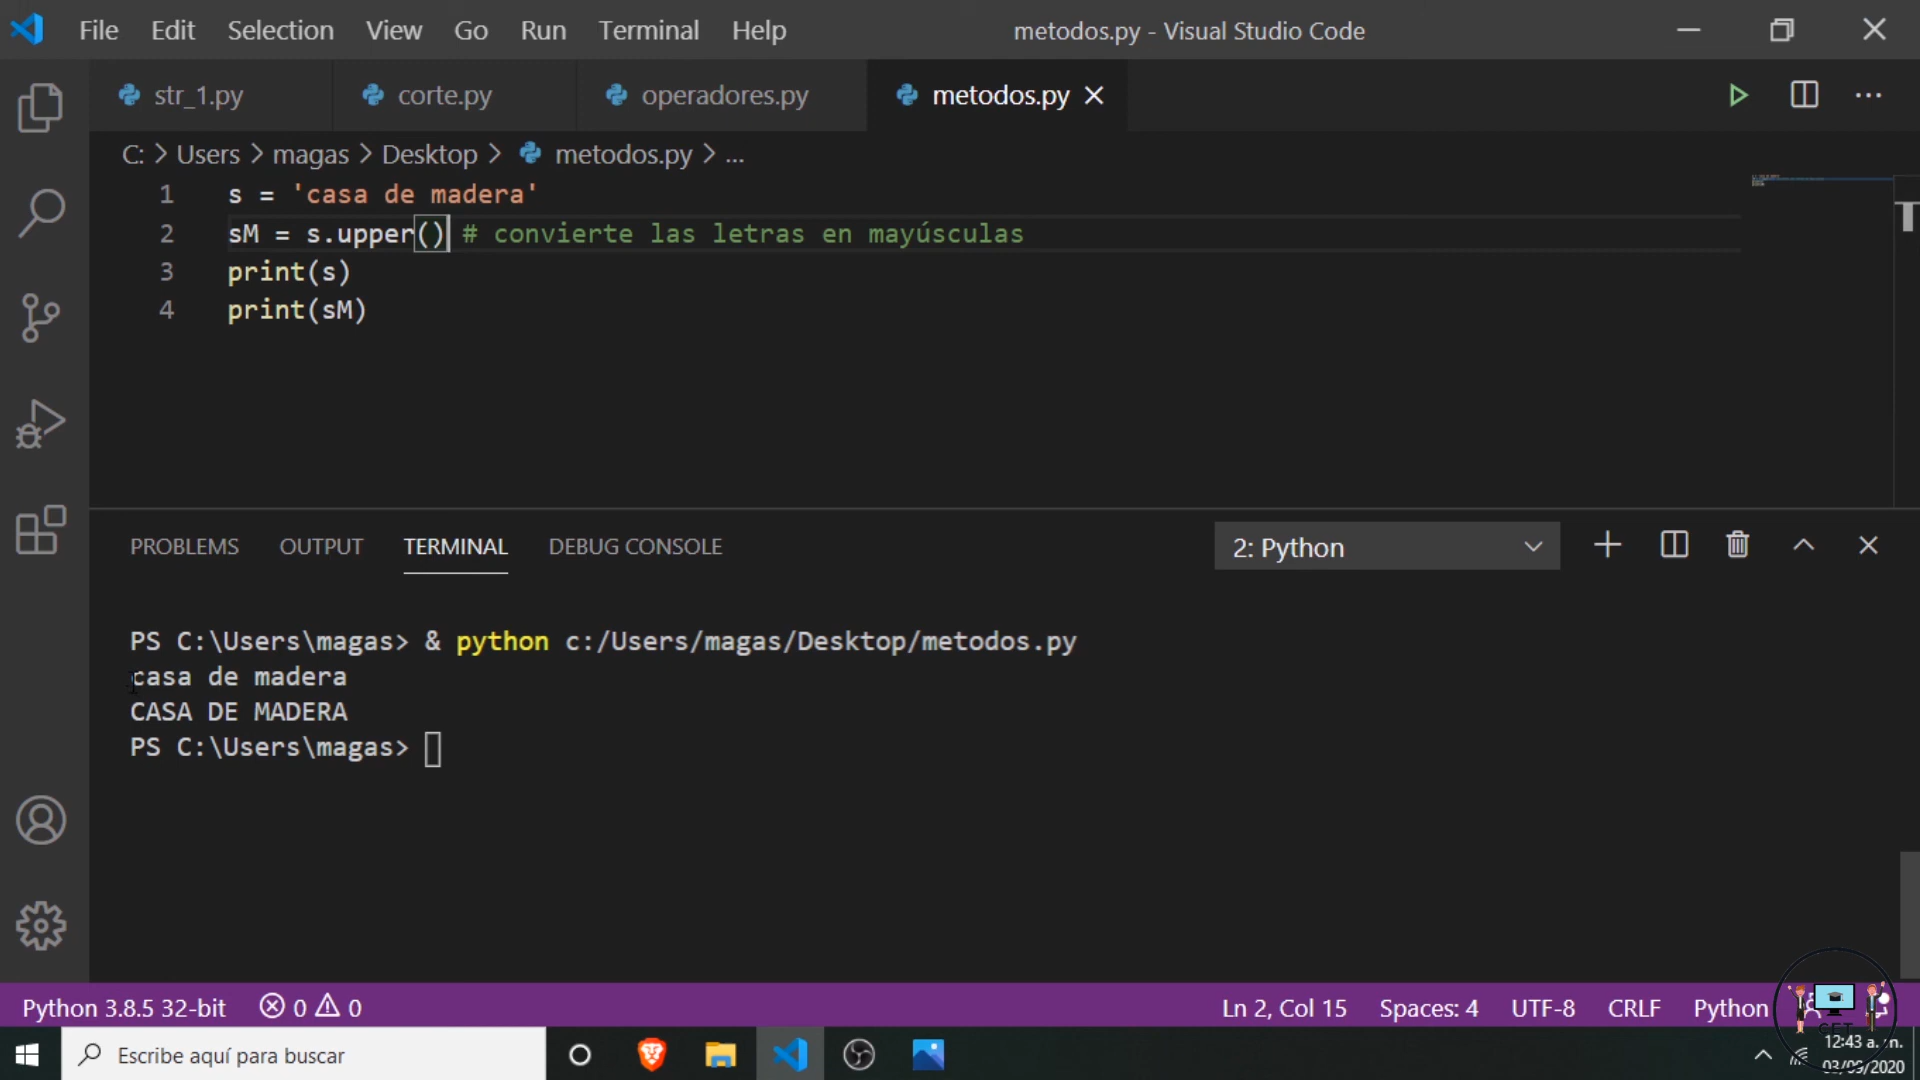 File Edit Selection View Go Run Terminal Help metodos.py - Visual Studio Code
str_1.py corte.py operadores.py metodos.py
C: > Users > magas > Desktop > metodos.py > ...
1 s = 'casa de madera'
2 sM = s.upper() # convierte las letras en mayúsculas
3 print(s)
4 print(sM)
PROBLEMS OUTPUT TERMINAL DEBUG CONSOLE 2: Python
PS C:\Users\magas> & python c:/Users/magas/Desktop/metodos.py
casa de madera
CASA DE MADERA
PS C:\Users\magas>
Python 3.8.5 32-bit 0 0 Ln 2, Col 15 Spaces: 4 UTF-8 CRLF Python
Escribe aquí para buscar
12:43 a. m.
03/09/2020